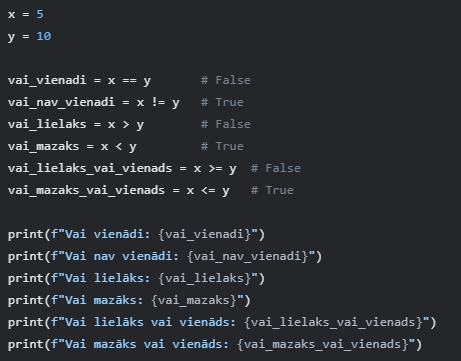 x = 5
y = 10
vai_vienadi = x == y       # False
vai_nav_vienadi = x != y   # True
vai_lielaks = x > y        # False
vai_mazaks = x < y         # True
vai_lielaks_vai_vienads = x >= y  # False
vai_mazaks_vai_vienads = x <= y   # True
print(f"Vai vienādi: {vai_vienadi}")
print(f"Vai nav vienādi: {vai_nav_vienadi}")
print(f"Vai lielāks: {vai_lielaks}")
print(f"Vai mazāks: {vai_mazaks}")
print(f"Vai lielāks vai vienāds: {vai_lielaks_vai_vienads}")
print(f"Vai mazāks vai vienāds: {vai_mazaks_vai_vienads}")